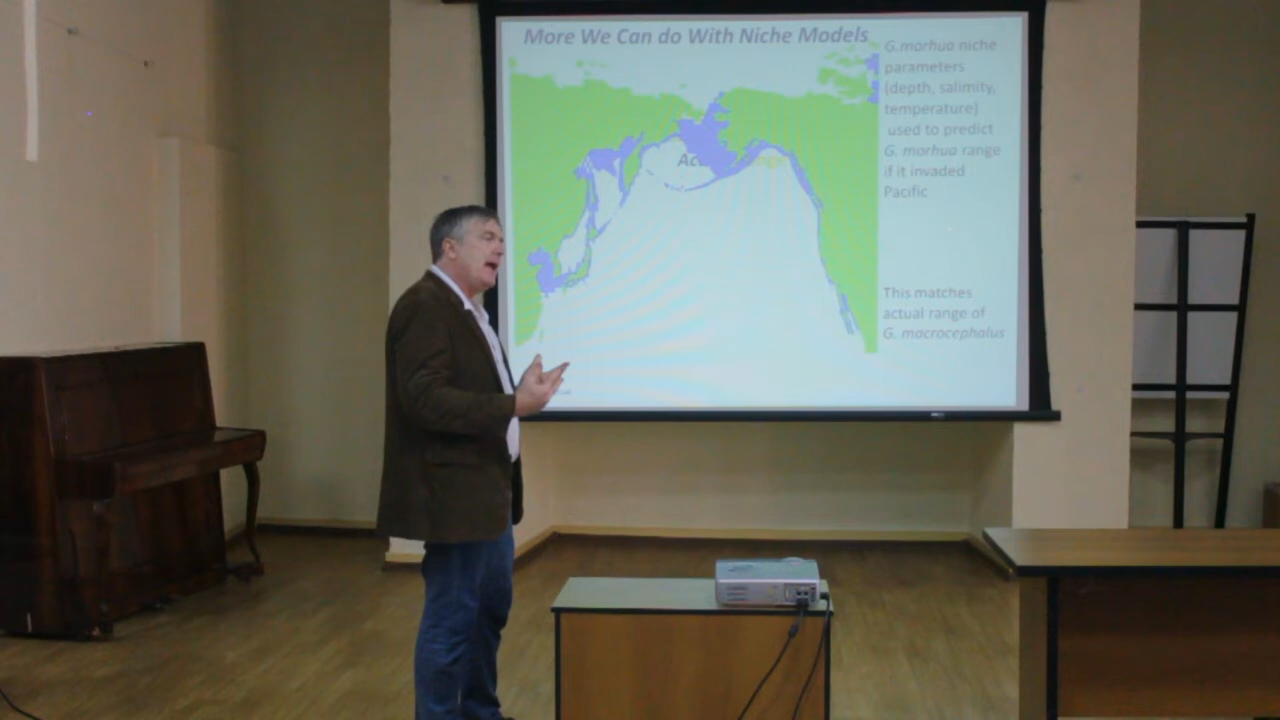 More We Can do With Niche Models
G.morhua niche
parameters
(depth, salimity,
temperature)
used to predict
G. morhua range
if it invaded
Pacific
This matches
actual range of
G. macrocephalus